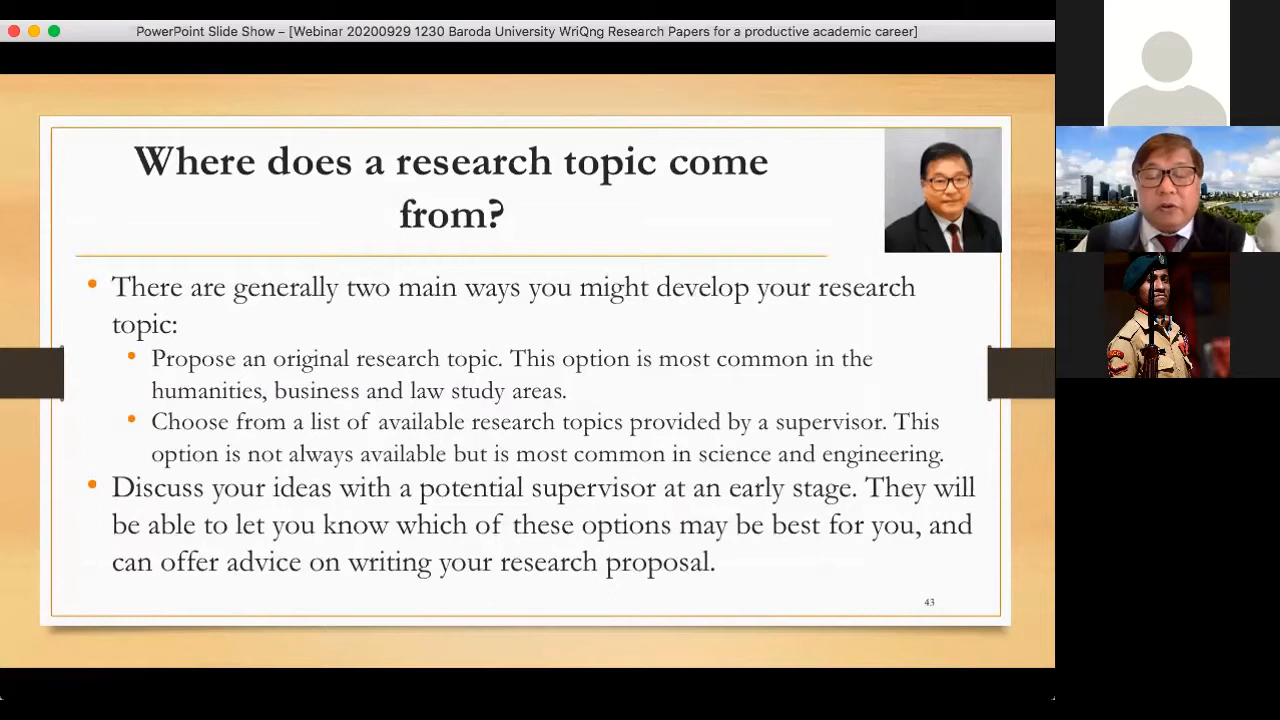 PowerPoint Slide Show – [Webinar 20200929 1230 Baroda University WriQng Research Papers for a productive academic career]
Where does a research topic come
from?
• There are generally two main ways you might develop your research
topic:
• Propose an original research topic. This option is most common in the
humanities, business and law study areas.
• Choose from a list of available research topics provided by a supervisor. This
option is not always available but is most common in science and engineering.
• Discuss your ideas with a potential supervisor at an early stage. They will
be able to let you know which of these options may be best for you, and
can offer advice on writing your research proposal.
43